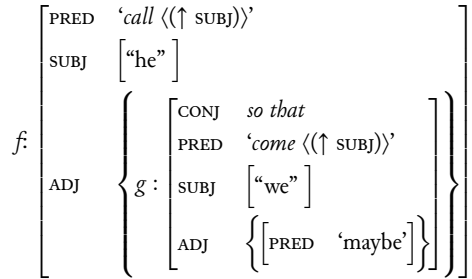 PRED ‘call ⟨(↑ SUBJ)⟩’
SUBJ [“he” ]
f:
ADJ { g : [
CONJ so that
PRED ‘come ⟨(↑ SUBJ)⟩’
SUBJ [“we” ]
ADJ {[PRED ‘maybe’]}
]}